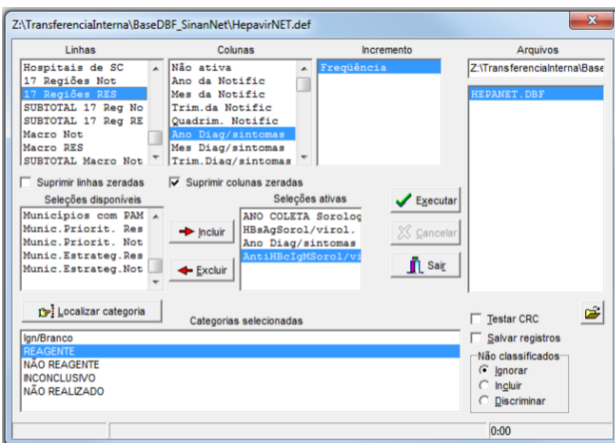 Z:\TransferenciaInterna\BaseDBF_SinanNet\HepavirNET.def
Linhas
Colunas
Incremento
Arquivos
Hospitais de SC
17 Regiões Not
17 Regiões RES
SUBTOTAL 17 Reg No
SUBTOTAL 17 Reg RE
Macro Not
Macro RES
SUBTOTAL Macro Not
Não ativa
Ano da Notific
Mes da Notific
Trim.da Notific
Quadrim. Notific
Ano Diag/sintomas
Mes Diag/sintomas
Trim.Diag/sintomas
Freqüência
Z:\TransferenciaInterna\Base
HEPANET.DBF
Suprimir linhas zeradas
Suprimir colunas zeradas
Seleções disponíveis
Seleções ativas
Municípios com PAM
Munic.Priorit. Res
Munic.Priorit. Not
Munic.Estrateg.Res
Munic.Estrateg.Not
Incluir
Excluir
ANO COLETA Sorolog
HBsAgSorol/virol.
Ano Diag/sintomas
AntiHBcIgMSorol/vi
Executar
Cancelar
Sair
Localizar categoria
Categorias selecionadas
Ign/Branco
REAGENTE
NÃO REAGENTE
INCONCLUSIVO
NÃO REALIZADO
Testar CRC
Salvar registros
Não classificados
Ignorar
Incluir
Discriminar
0:00